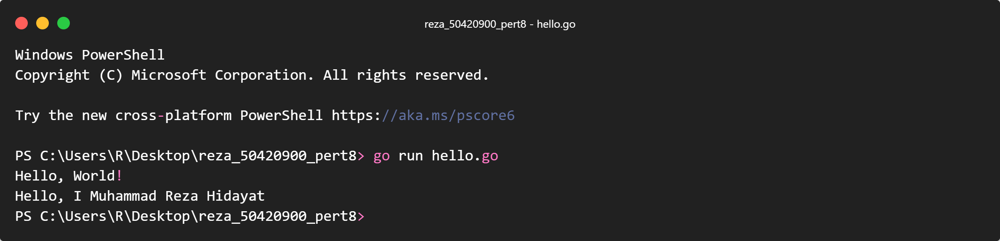 reza_50420900_pert8 - hello.go
Windows PowerShell
Copyright (C) Microsoft Corporation. All rights reserved.
Try the new cross-platform PowerShell https://aka.ms/pscore6
PS C:\Users\R\Desktop\reza_50420900_pert8> go run hello.go
Hello, World!
Hello, I Muhammad Reza Hidayat
PS C:\Users\R\Desktop\reza_50420900_pert8>